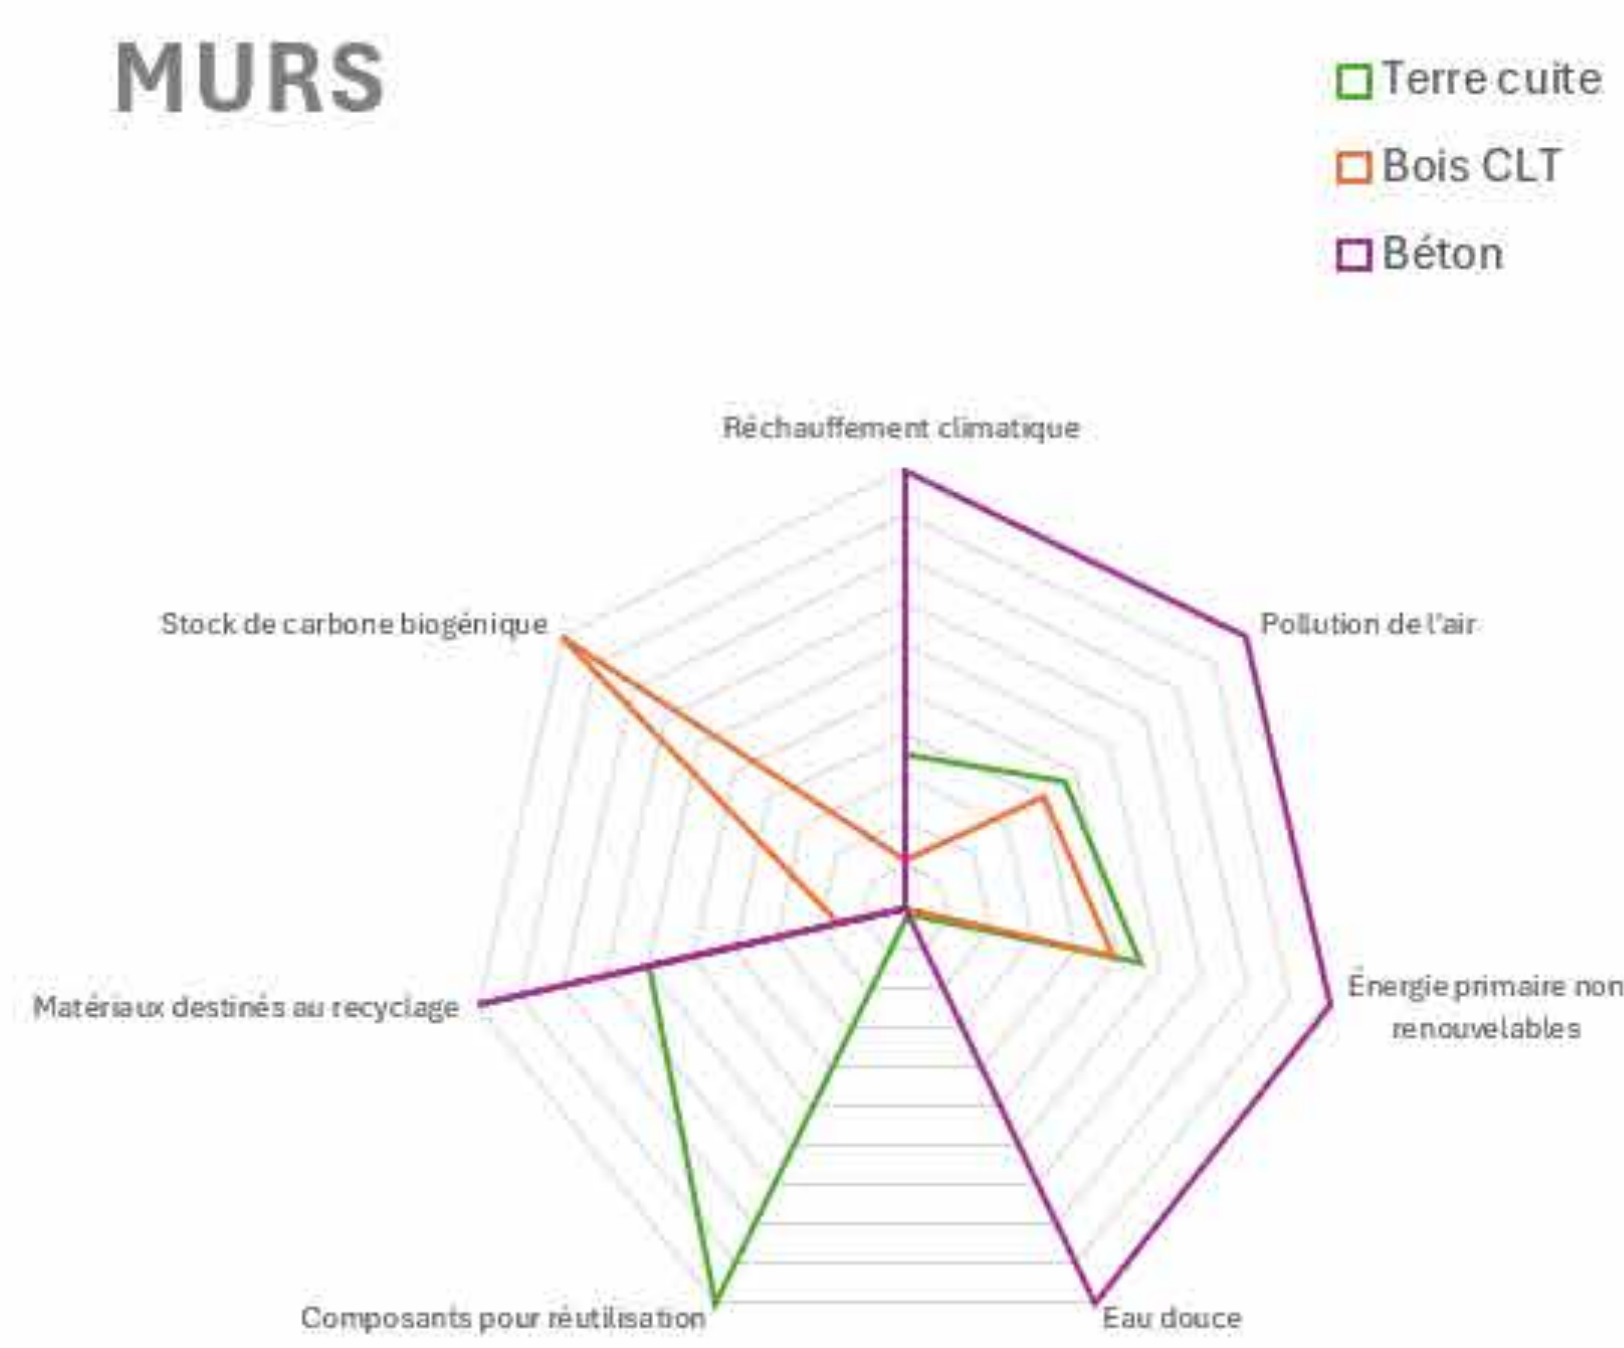 MURS
Terre cuite
Bois CLT
Béton
Réchauffement climatique
Stock de carbone biogénique
Pollution de l'air
Énergie primaire non
renouvelables
Matériaux destinés au recyclage
Composants pour réutilisation
Eau douce